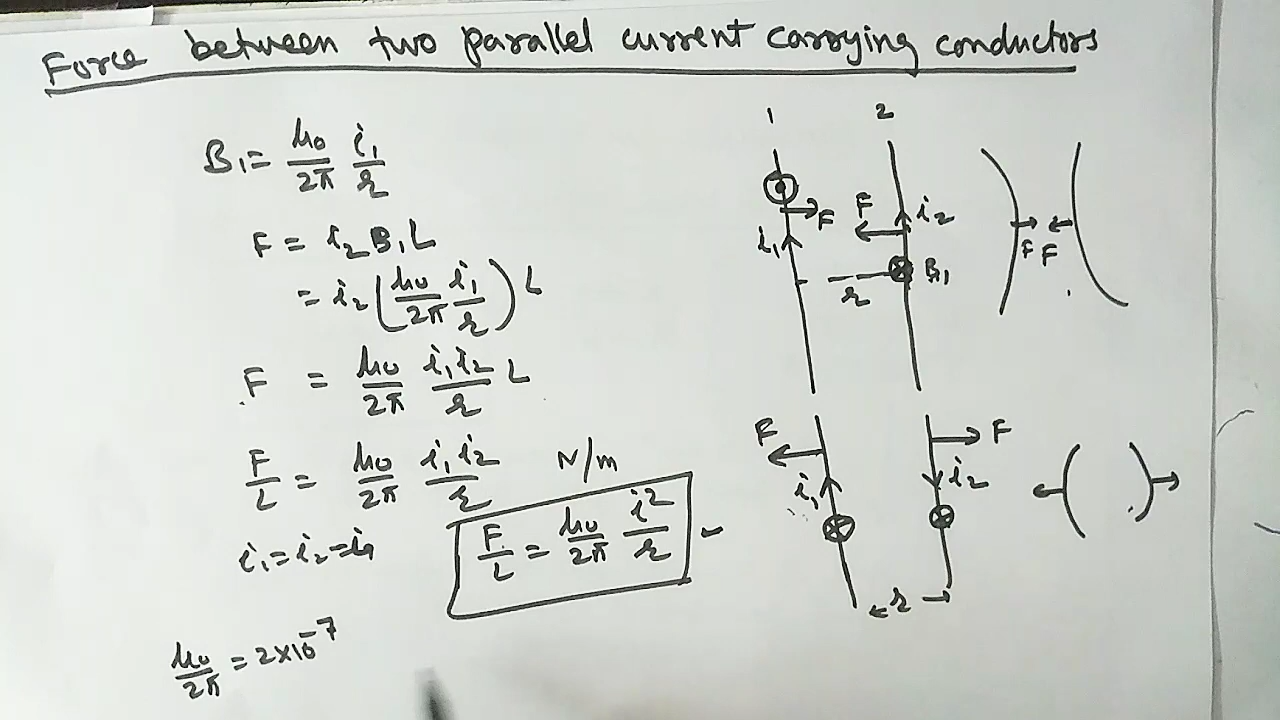 Force between two parallel current carrying conductors
B₁ = μ₀/2π i₁/r
F = i₂B₁L
= i₂(μ₀/2π i₁/r)L
F = μ₀/2π i₁i₂/r L
F/L = μ₀/2π i₁i₂/r N/m
i₁=i₂=i
F/L = μ₀/2π i²/r
μ₀/2π = 2×10⁻⁷
1 2
F F i₂
i₁ B₁
r
F F
F F
i₁ i₂
r